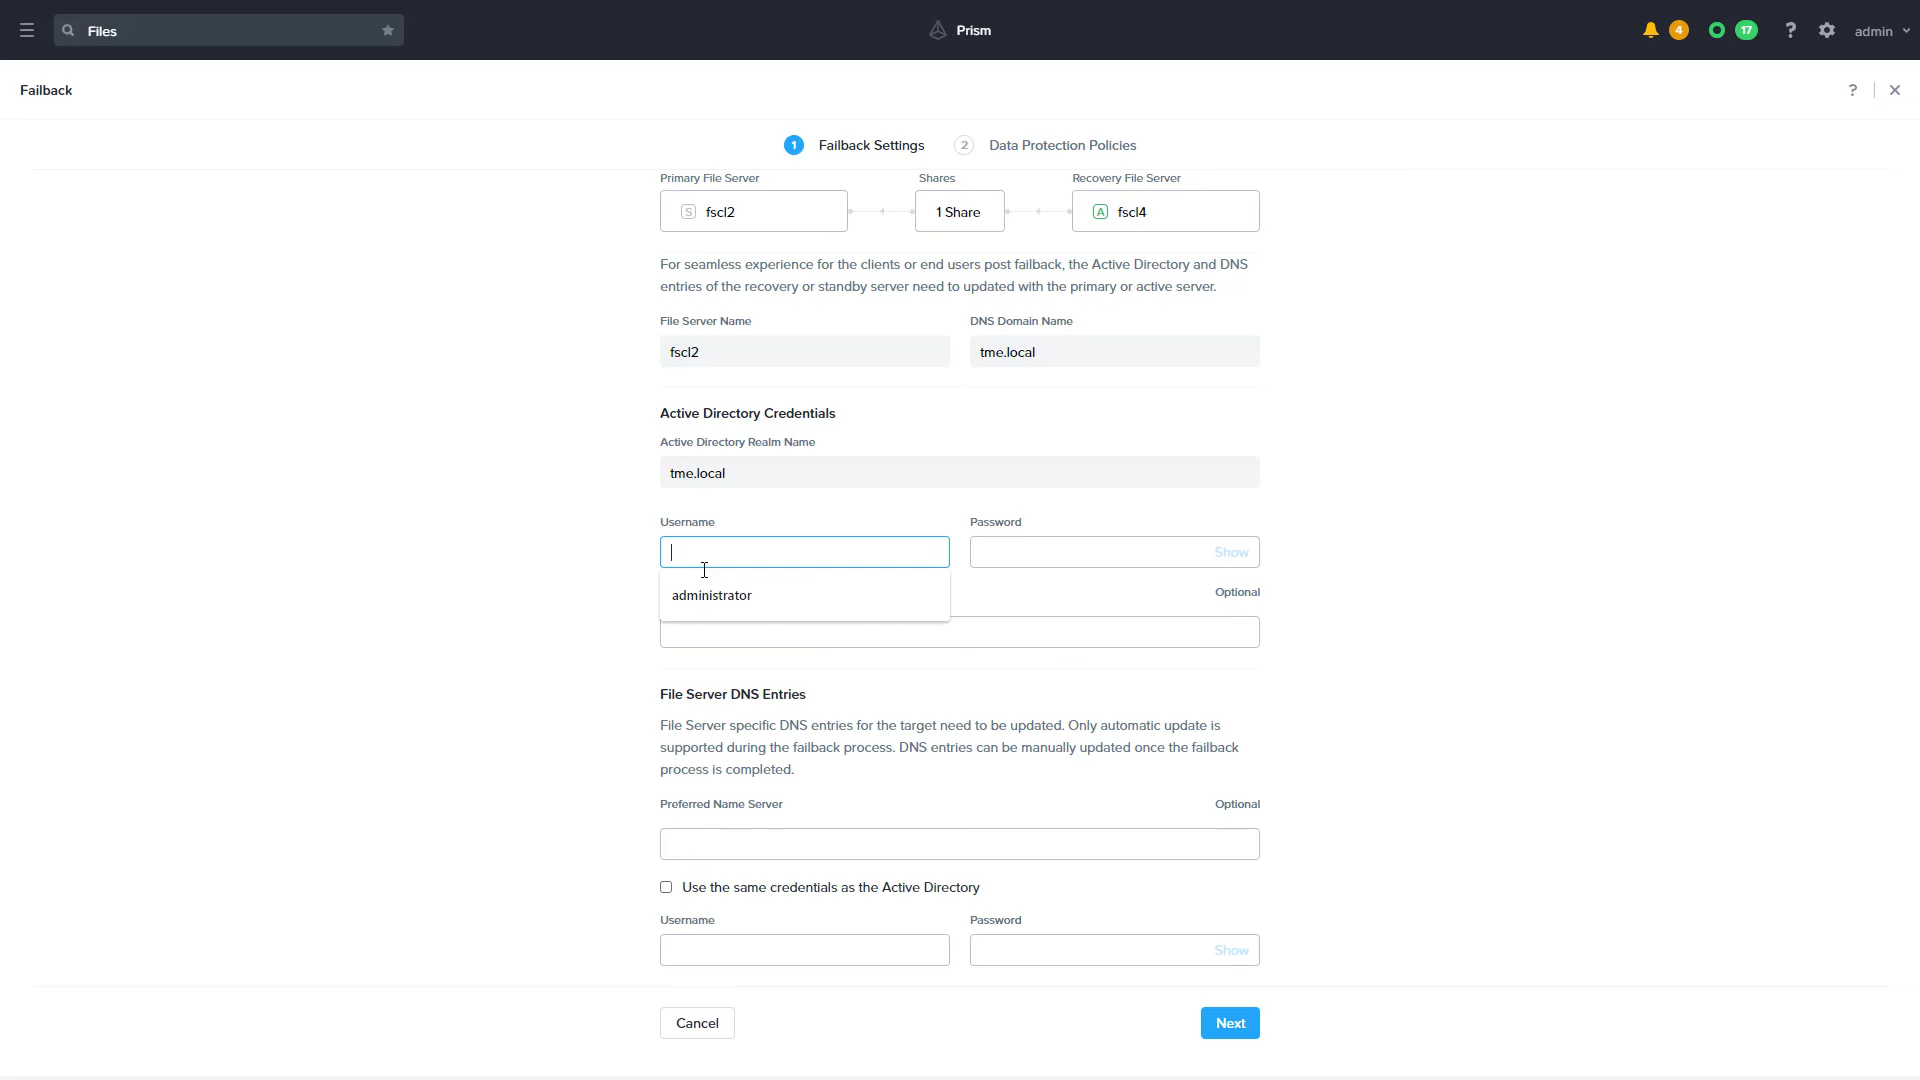 Files
Prism
4
17
?
admin
Failback
?
1 Failback Settings
2 Data Protection Policies
Primary File Server
Shares
Recovery File Server
S fscl2
1 Share
A fscl4
For seamless experience for the clients or end users post failback, the Active Directory and DNS
entries of the recovery or standby server need to updated with the primary or active server.
File Server Name
DNS Domain Name
fscl2
tme.local
Active Directory Credentials
Active Directory Realm Name
tme.local
Username
Password
Show
administrator
Optional
File Server DNS Entries
File Server specific DNS entries for the target need to be updated. Only automatic update is
supported during the failback process. DNS entries can be manually updated once the failback
process is completed.
Preferred Name Server
Optional
Use the same credentials as the Active Directory
Username
Password
Show
Cancel
Next